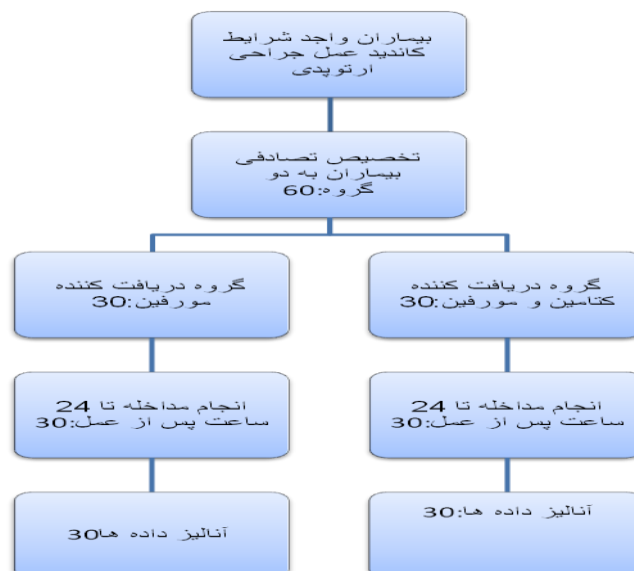 بیماران واجد شرایط
کاندید عمل جراحی
ارتوپدی
تخصیص تصادفی
بیماران به دو
گروه:60
گروه دریافت کننده
کتامین و مورفین:30
گروه دریافت کننده
مورفین:30
انجام مداخله تا 24
ساعت پس از عمل:30
انجام مداخله تا 24
ساعت پس از عمل:30
آنالیز داده ها:30
آنالیز داده ها30